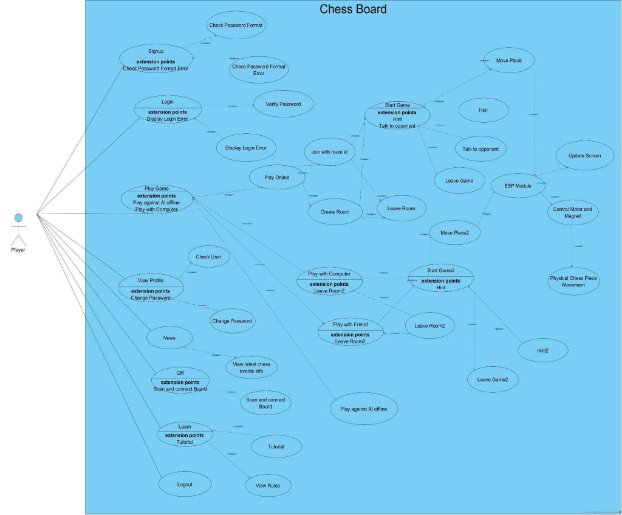 Chess Board
Check Password Format
Signup
extension points
Check Password Format Error
Check Password Format
Error
Move Piece
Login
extension points
Display Login Error
Verify Password
Start Game
extension points
Hint
Talk to opponent
Hint
Display Login Error
Join with room id
Talk to opponent
Update Screen
Play Online
Leave Game
ESP Module
Play Game
extension points
Play against AI offline
Play with Computer
Create Room
Leave Room
Control Motor and
Magnet
Player
Move Piece2
Check User
View Profile
extension points
Change Password
Play with Computer
extension points
Leave Room2
Start Game2
extension points
Hint
Physical Chess Piece
Movement
Change Password
Play with Friend
extension points
Leave Room2
Leave Room2
News
View latest chess
events info
Hint2
QR
extension points
Scan and connect Board
Leave Game2
Scan and connect
Board
Play against AI offline
Learn
extension points
Tutorial
Tutorial
Logout
View Rules